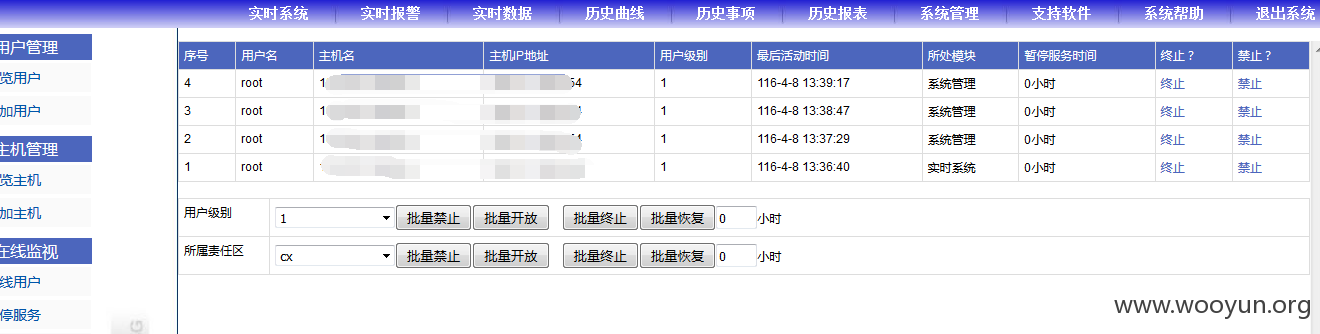 实时系统 实时报警 实时数据 历史曲线 历史事项 历史报表 系统管理 支持软件 系统帮助 退出系统
用户管理
览用户
加用户
主机管理
览主机
加主机
在线监视
线用户
停服务
序号 用户名 主机名 主机IP地址 用户级别 最后活动时间 所处模块 暂停服务时间 终止？ 禁止？
4 root 1 54 1 116-4-8 13:39:17 系统管理 0小时 终止 禁止
3 root 1 1 116-4-8 13:38:47 系统管理 0小时 终止 禁止
2 root 1 1 116-4-8 13:37:29 系统管理 0小时 终止 禁止
1 root 1 116-4-8 13:36:40 实时系统 0小时 终止 禁止
用户级别 1 批量禁止 批量开放 批量终止 批量恢复 0 小时
所属责任区 cx 批量禁止 批量开放 批量终止 批量恢复 0 小时
www.wooyun.org